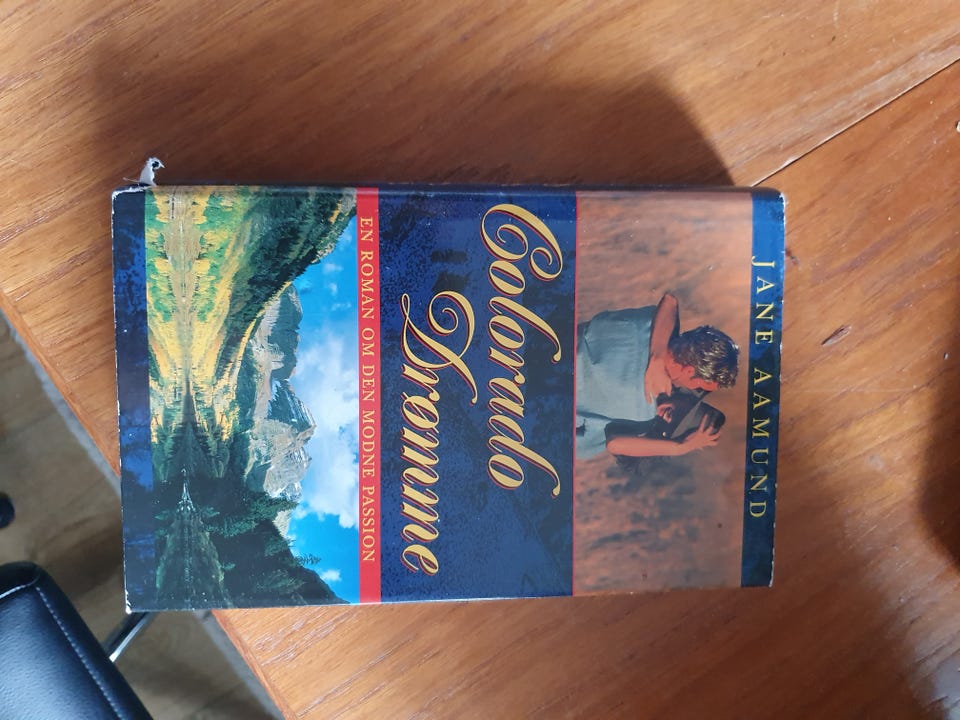 JANE AAMUND
Colorado
Drømme
EN ROMAN OM DEN MODNE PASSION